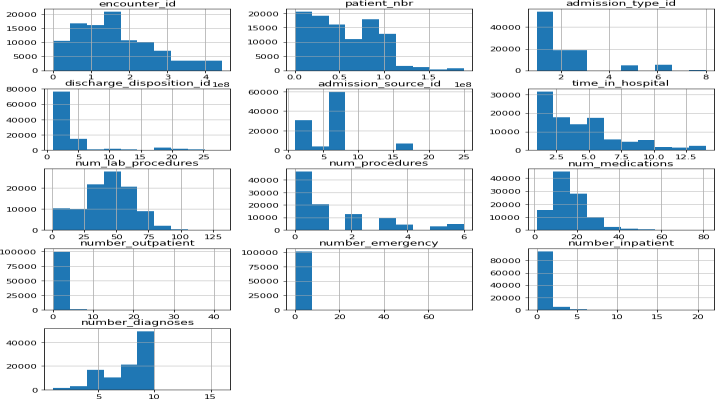 encounter_id patient_nbr admission_type_id
20000 15000 10000 5000 0
0 1 2 3 4
1e8
20000 15000 10000 5000 0
0.0 0.5 1.0 1.5
1e8
40000 20000 0
2 4 6 8
discharge_disposition_id admission_source_id time_in_hospital
80000 60000 40000 20000 0
0 5 10 15 20 25
60000 40000 20000 0
0 5 10 15 20 25
30000 20000 10000 0
2.5 5.0 7.5 10.0 12.5
num_lab_procedures num_procedures num_medications
20000 10000 0
0 25 50 75 100 125
40000 30000 20000 10000 0
0 2 4 6
40000 30000 20000 10000 0
0 20 40 60 80
number_outpatient number_emergency number_inpatient
100000 75000 50000 25000 0
0 10 20 30 40
100000 75000 50000 25000 0
0 20 40 60
80000 60000 40000 20000 0
0 5 10 15 20
number_diagnoses
40000 20000 0
5 10 15